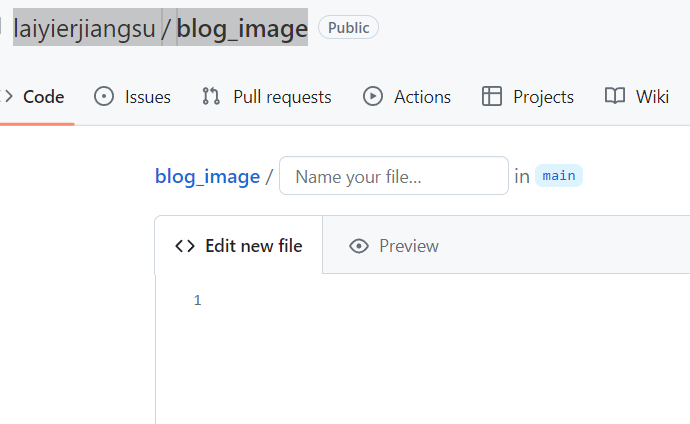 laiyierjiangsu / blog_image Public
Code Issues Pull requests Actions Projects Wiki
blog_image / Name your file... in main
<> Edit new file Preview
1